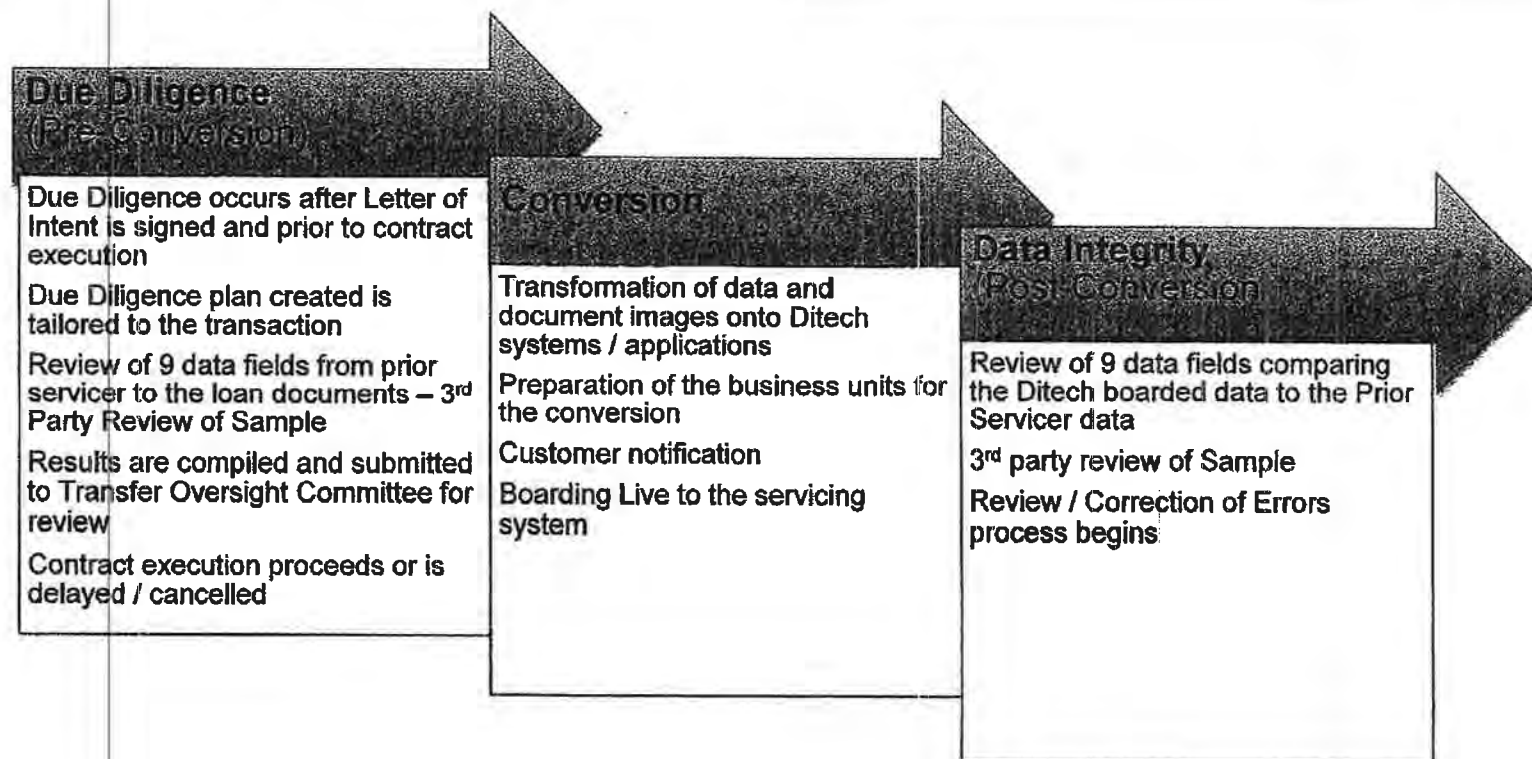 Due Diligence
(Pre-Conversion)
Due Diligence occurs after Letter of
Intent is signed and prior to contract
execution
Due Diligence plan created is
tailored to the transaction
Review of 9 data fields from prior
servicer to the loan documents – 3rd
Party Review of Sample
Results are compiled and submitted
to Transfer Oversight Committee for
review
Contract execution proceeds or is
delayed / cancelled
Conversion
Transformation of data and
document images onto Ditech
systems / applications
Preparation of the business units for
the conversion
Customer notification
Boarding Live to the servicing
system
Data Integrity
(Post-Conversion
Review of 9 data fields comparing
the Ditech boarded data to the Prior
Servicer data
3rd party review of Sample
Review / Correction of Errors
process begins